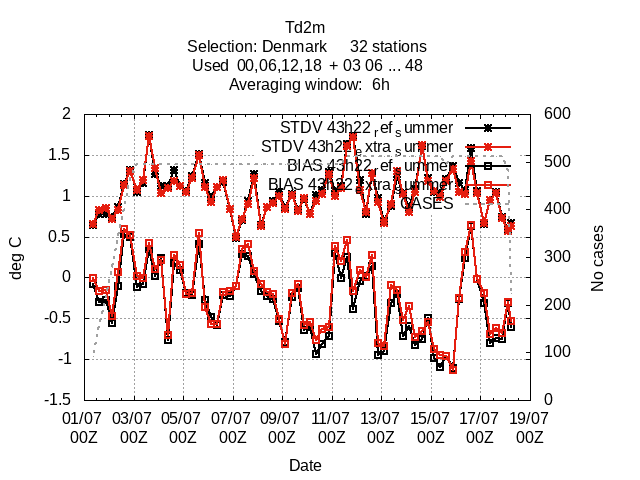 Td2m
Selection: Denmark 32 stations
Used 00,06,12,18 + 03 06 ... 48
Averaging window: 6h
STDV 43h22_ref_summer
STDV 43h22_extra_summer
BIAS 43h22_ref_summer
BIAS 43h22_extra_summer
CASES
deg C
2
1.5
1
0.5
0
-0.5
-1
-1.5
No cases
600
500
400
300
200
100
0
01/07 03/07 05/07 07/07 09/07 11/07 13/07 15/07 17/07 19/07
00Z 00Z 00Z 00Z 00Z 00Z 00Z 00Z 00Z 00Z
Date